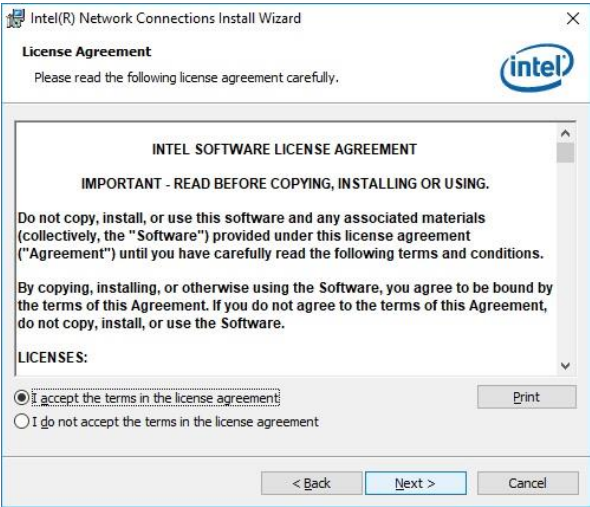 Intel(R) Network Connections Install Wizard
License Agreement
Please read the following license agreement carefully.
intel
INTEL SOFTWARE LICENSE AGREEMENT
IMPORTANT - READ BEFORE COPYING, INSTALLING OR USING.
Do not copy, install, or use this software and any associated materials
(collectively, the "Software") provided under this license agreement
("Agreement") until you have carefully read the following terms and conditions.
By copying, installing, or otherwise using the Software, you agree to be bound by
the terms of this Agreement. If you do not agree to the terms of this Agreement,
do not copy, install, or use the Software.
LICENSES:
I accept the terms in the license agreement
Print
I do not accept the terms in the license agreement
< Back
Next >
Cancel